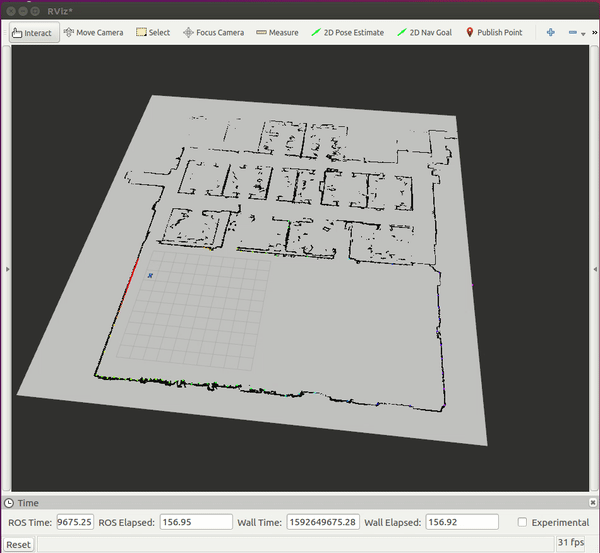 RViz*
Interact Move Camera Select Focus Camera Measure 2D Pose Estimate 2D Nav Goal Publish Point »
Time
ROS Time: 9675.25 ROS Elapsed: 156.95 Wall Time: 1592649675.28 Wall Elapsed: 156.92 Experimental
Reset 31 fps